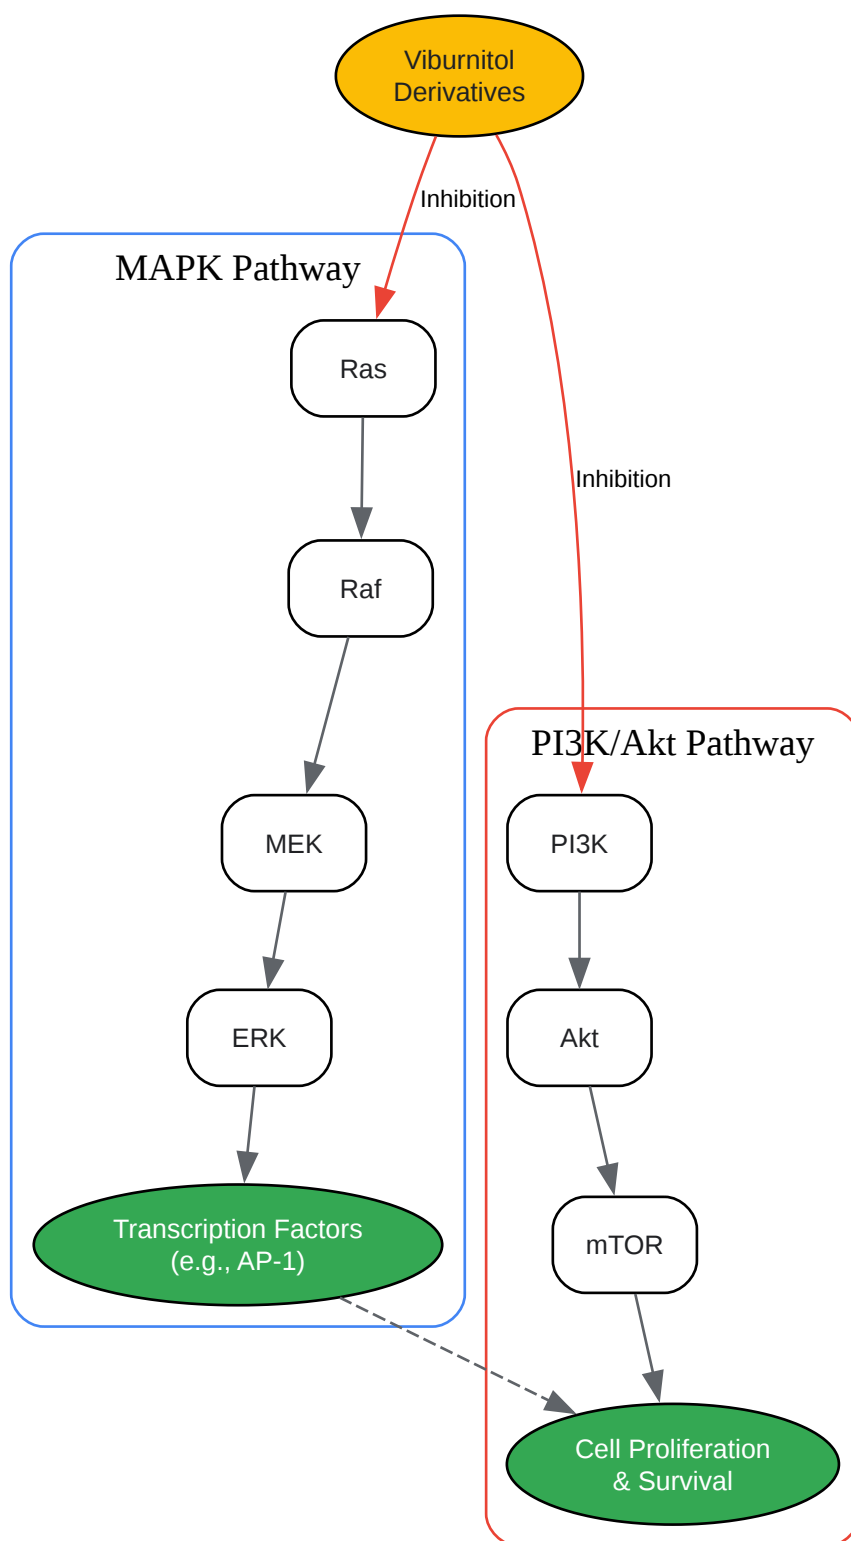 Viburnitol
Derivatives
Inhibition
MAPK Pathway
Ras
Inhibition
Raf
PI3K/Akt Pathway
MEK
PI3K
ERK
Akt
Transcription Factors
(e.g., AP-1)
mTOR
Cell Proliferation
& Survival